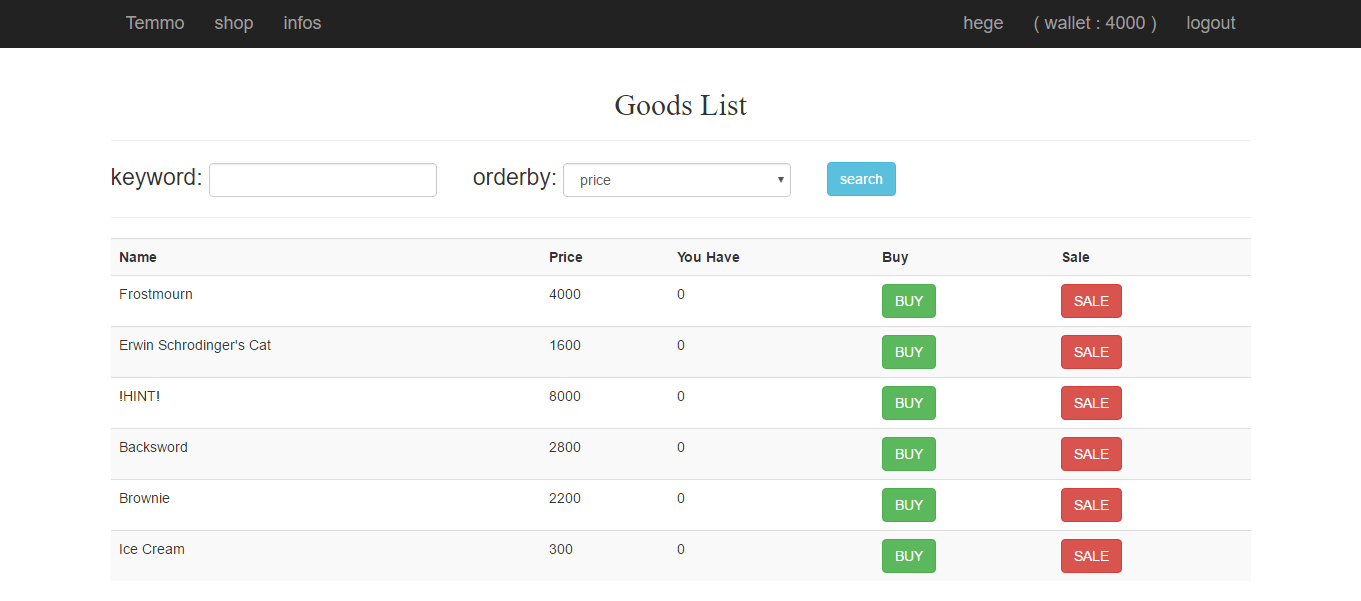 Temmo shop infos hege ( wallet : 4000 ) logout
Goods List
keyword: orderby: price search
Name Price You Have Buy Sale
Frostmourn 4000 0 BUY SALE
Erwin Schrodinger's Cat 1600 0 BUY SALE
!HINT! 8000 0 BUY SALE
Backsword 2800 0 BUY SALE
Brownie 2200 0 BUY SALE
Ice Cream 300 0 BUY SALE